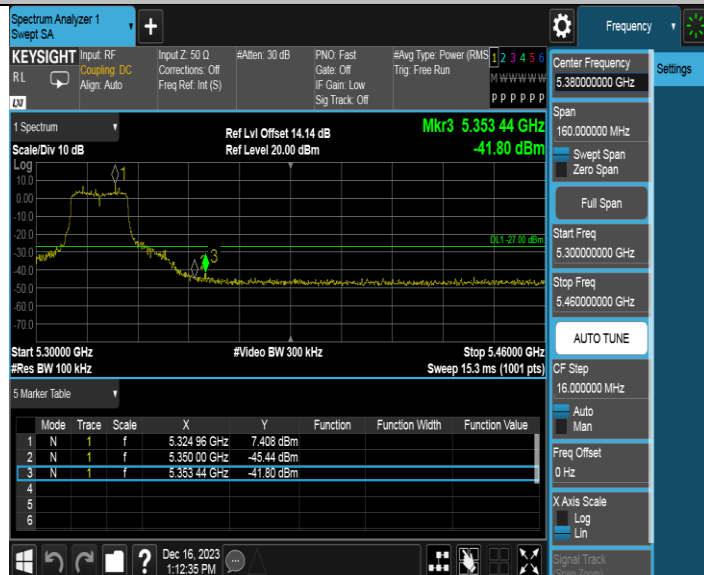 Spectrum Analyzer 1
Swept SA
+
Frequency
KEYSIGHT
RL
LXI
Input: RF
Coupling: DC
Align: Auto
Input Z: 50 Ω
Corrections: Off
Freq Ref: Int (S)
#Atten: 30 dB
PNO: Fast
Gate: Off
IF Gain: Low
Sig Track: Off
#Avg Type: Power (RMS
Trig: Free Run
1 2 3 4 5 6
M W W W W W
P P P P P P
1 Spectrum
Scale/Div 10 dB
Ref Lvl Offset 14.14 dB
Ref Level 20.00 dBm
Mkr3 5.353 44 GHz
-41.80 dBm
Log
10.0
0.00
-10.0
-20.0
-30.0
-40.0
-50.0
-60.0
-70.0
1
3
DL1 -27.00 dBm
Start 5.30000 GHz
#Res BW 100 kHz
#Video BW 300 kHz
Stop 5.46000 GHz
Sweep 15.3 ms (1001 pts)
5 Marker Table
Mode Trace Scale X Y Function Function Width Function Value
1 N 1 f 5.324 96 GHz 7.408 dBm
2 N 1 f 5.350 00 GHz -45.44 dBm
3 N 1 f 5.353 44 GHz -41.80 dBm
4
5
6
?
Dec 16, 2023
1:12:35 PM
Center Frequency
5.380000000 GHz
Span
160.000000 MHz
Swept Span
Zero Span
Full Span
Start Freq
5.300000000 GHz
Stop Freq
5.460000000 GHz
AUTO TUNE
CF Step
16.000000 MHz
Auto
Man
Freq Offset
0 Hz
X Axis Scale
Log
Lin
Signal Track
(Span Zoom)
Settings